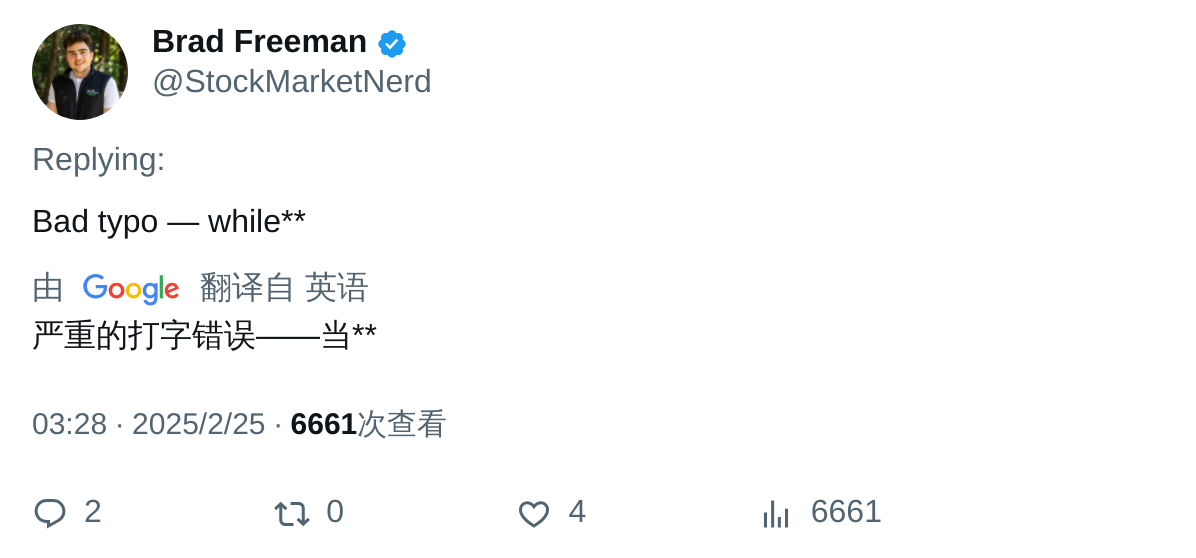 Brad Freeman
@StockMarketNerd
Replying:
Bad typo — while**
由 Google 翻译自 英语
严重的打字错误——当**
03:28 · 2025/2/25 · 6661次查看
2 0 4 6661